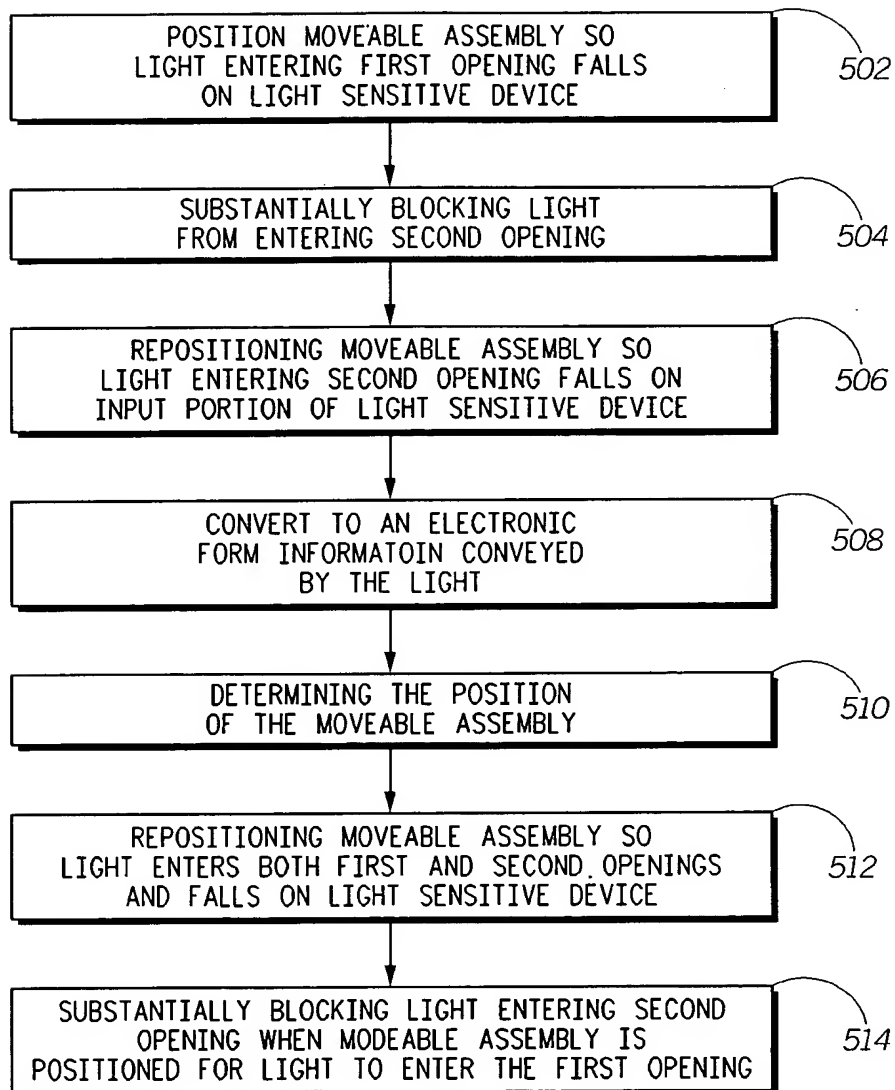 POSITION MOVEABLE ASSEMBLY SO
LIGHT ENTERING FIRST OPENING FALLS
ON LIGHT SENSITIVE DEVICE
502
SUBSTANTIALLY BLOCKING LIGHT
FROM ENTERING SECOND OPENING
504
REPOSITIONING MOVEABLE ASSEMBLY SO
LIGHT ENTERING SECOND OPENING FALLS ON
INPUT PORTION OF LIGHT SENSITIVE DEVICE
506
CONVERT TO AN ELECTRONIC
FORM INFORMATOIN CONVEYED
BY THE LIGHT
508
DETERMINING THE POSITION
OF THE MOVEABLE ASSEMBLY
510
REPOSITIONING MOVEABLE ASSEMBLY SO
LIGHT ENTERS BOTH FIRST AND SECOND OPENINGS
AND FALLS ON LIGHT SENSITIVE DEVICE
512
SUBSTANTIALLY BLOCKING LIGHT ENTERING SECOND
OPENING WHEN MODEABLE ASSEMBLY IS
POSITIONED FOR LIGHT TO ENTER THE FIRST OPENING
514